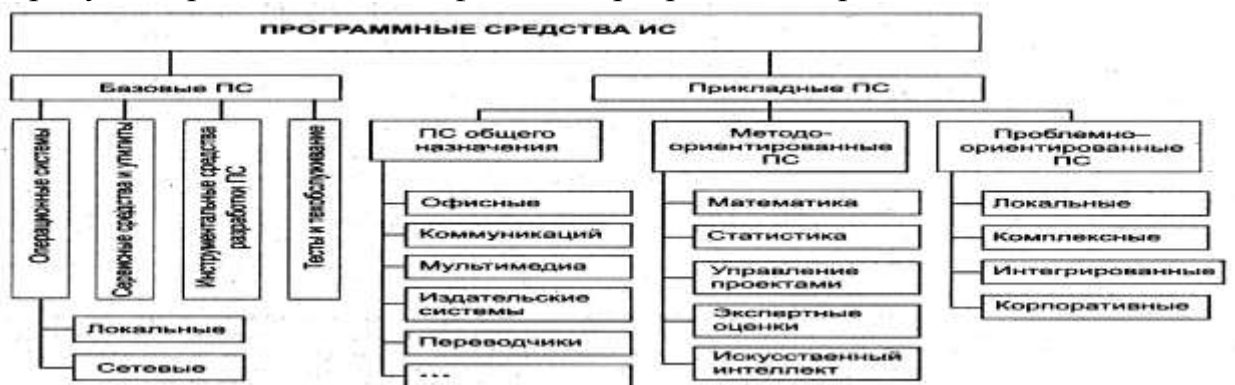 ПРОГРАММНЫЕ СРЕДСТВА ИС
Базовые ПС
Прикладные ПС
Операционные системы
Сервисные средства и утилиты
Инструментальные средства
разработки ПС
Тесты и техобслуживание
Локальные
Сетевые
ПС общего
назначения
Офисные
Коммуникаций
Мультимедиа
Издательские
системы
Переводчики
...
Методо-
ориентированные
ПС
Математика
Статистика
Управление
проектами
Экспертные
оценки
Искусственный
интеллект
Проблемно–
ориентированные
ПС
Локальные
Комплексные
Интегрированные
Корпоративные